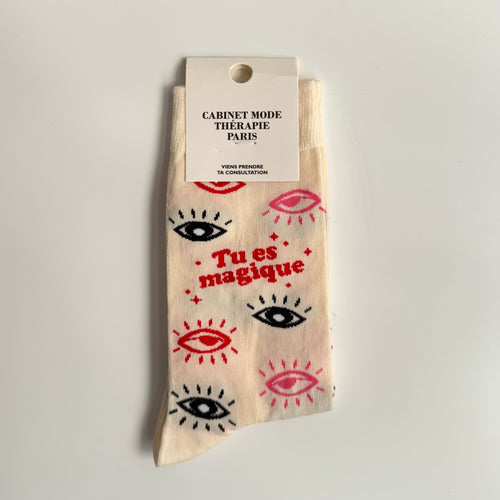 CABINET MODE
THÉRAPIE
PARIS
VIENS PRENDRE
TA CONSULTATION
Tu es
magique